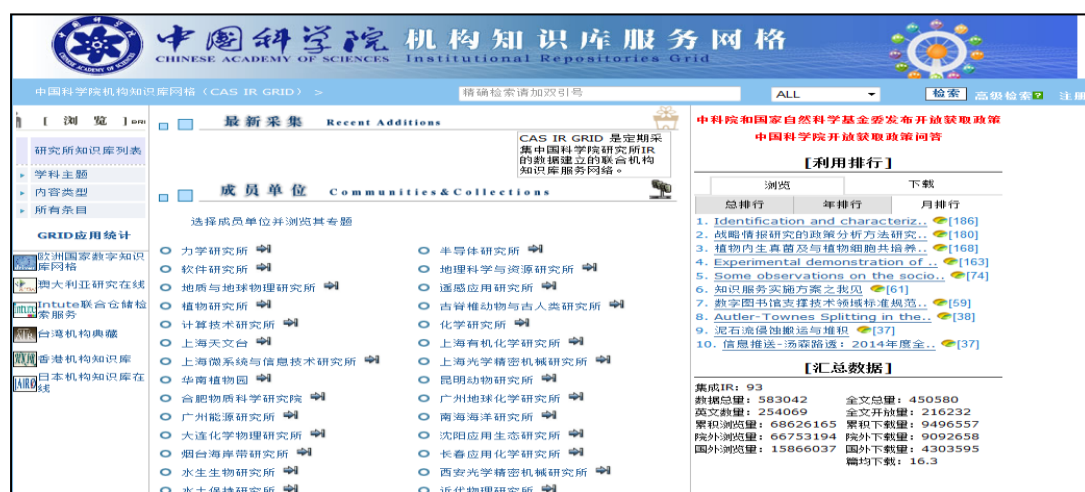 中国科学院 机构知识库服务网格
CHINESE ACADEMY OF SCIENCES Institutional Repositories Grid
中国科学院机构知识库网格（CAS IR GRID） >
精确检索请加双引号
ALL
检索 高级检索 注册
[ 浏 览 ]
研究所知识库列表
学科主题
内容类型
所有条目
GRID应用统计
欧洲国家数字知识库网格
澳大利亚研究在线
Intute联合仓储检索服务
台湾机构典藏
香港机构知识库
日本机构知识库在线
最新采集 Recent Additions
CAS IR GRID 是定期采
集中国科学院研究所IR
的数据建立的联合机构
知识库服务网络。
成员单位 Communities&Collections
选择成员单位并浏览其专题
力学研究所 半导体研究所
软件研究所 地理科学与资源研究所
地质与地球物理研究所 遥感应用研究所
植物研究所 古脊椎动物与古人类研究所
计算技术研究所 化学研究所
上海天文台 上海有机化学研究所
上海微系统与信息技术研究所 上海光学精密机械研究所
华南植物园 昆明动物研究所
合肥物质科学研究院 广州地球化学研究所
广州能源研究所 南海海洋研究所
大连化学物理研究所 沈阳应用生态研究所
烟台海岸带研究所 长春应用化学研究所
水生生物研究所 西安光学精密机械研究所
水土保持研究所 近代物理研究所
中科院和国家自然科学基金委发布开放获取政策
中国科学院开放获取政策问答
[利用排行]
浏览 下载
总排行 年排行 月排行
1. Identification and characteriz.. [186]
2. 战略情报研究的政策分析方法研究.. [180]
3. 植物内生真菌及与植物细胞共培养.. [168]
4. Experimental demonstration of .. [163]
5. Some observations on the socio.. [74]
6. 知识服务实施方案之我见 [61]
7. 数字图书馆支撑技术领域标准规范.. [59]
8. Autler-Townes Splitting in the.. [38]
9. 泥石流侵蚀搬运与堆积 [37]
10. 信息推送-汤森路透：2014年度全.. [37]
[汇总数据]
集成IR: 93
数据总量: 583042 全文总量: 450580
英文数量: 254069 全文开放量: 216232
累积浏览量: 68626165 累积下载量: 9496557
院外浏览量: 66753194 院外下载量: 9092658
国外浏览量: 15866037 国外下载量: 4303595
篇均下载: 16.3